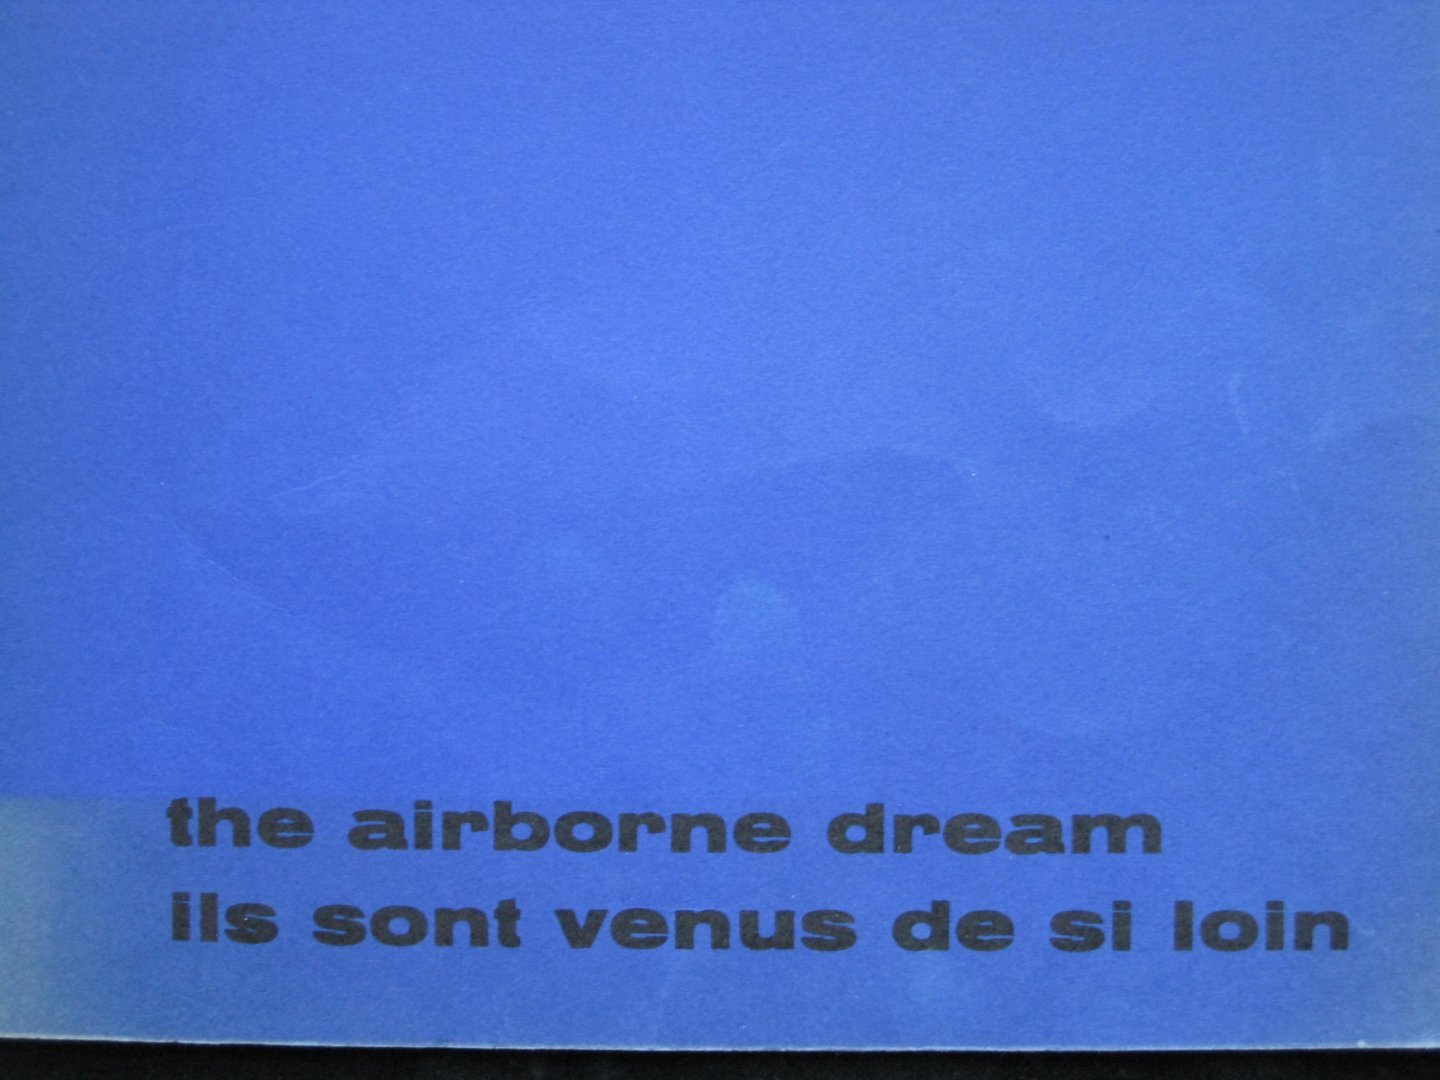 the airborne dream
ils sont venus de si loin